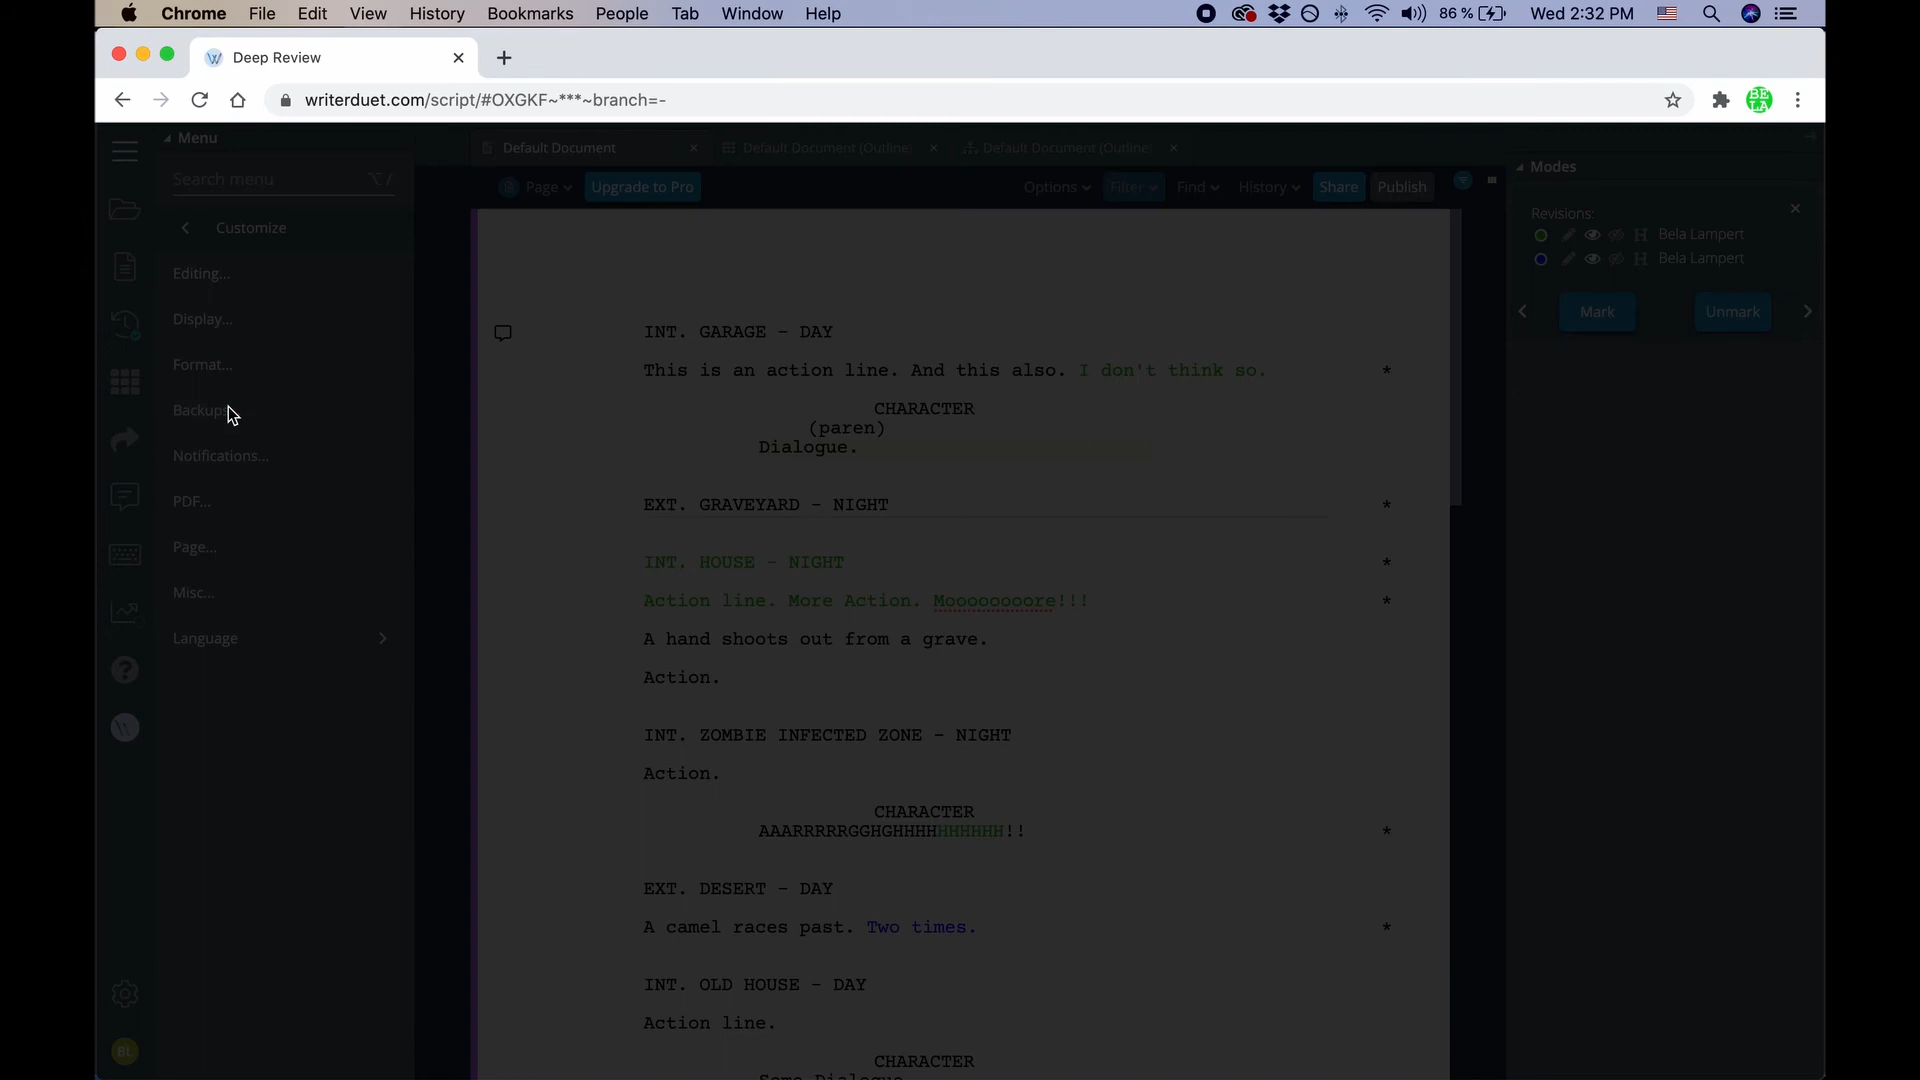 Chrome File Edit View History Bookmarks People Tab Window Help 86 % Wed 2:32 PM
Deep Review
writerduet.com/script/#OXGKF~***~branch=-
BE
LA
Menu
Default Document
Default Document (Outline
Default Document (Outline
Search menu
Page
Upgrade to Pro
Options
Filter
Find
History
Share
Publish
Modes
Customize
Revisions:
Bela Lampert
Bela Lampert
Mark
Unmark
Editing...
Display...
Format...
Backups
Notifications...
PDF...
Page...
Misc...
Language
BL
INT. GARAGE - DAY
This is an action line. And this also. I don't think so. *
CHARACTER
(paren)
Dialogue.
EXT. GRAVEYARD - NIGHT *
INT. HOUSE - NIGHT *
Action line. More Action. Mooooooooore!!! *
A hand shoots out from a grave.
Action.
INT. ZOMBIE INFECTED ZONE - NIGHT
Action.
CHARACTER
AAARRRRRGGHGHHHHHHHHHH!! *
EXT. DESERT - DAY
A camel races past. Two times. *
INT. OLD HOUSE - DAY
Action line.
CHARACTER
Some Dialogue